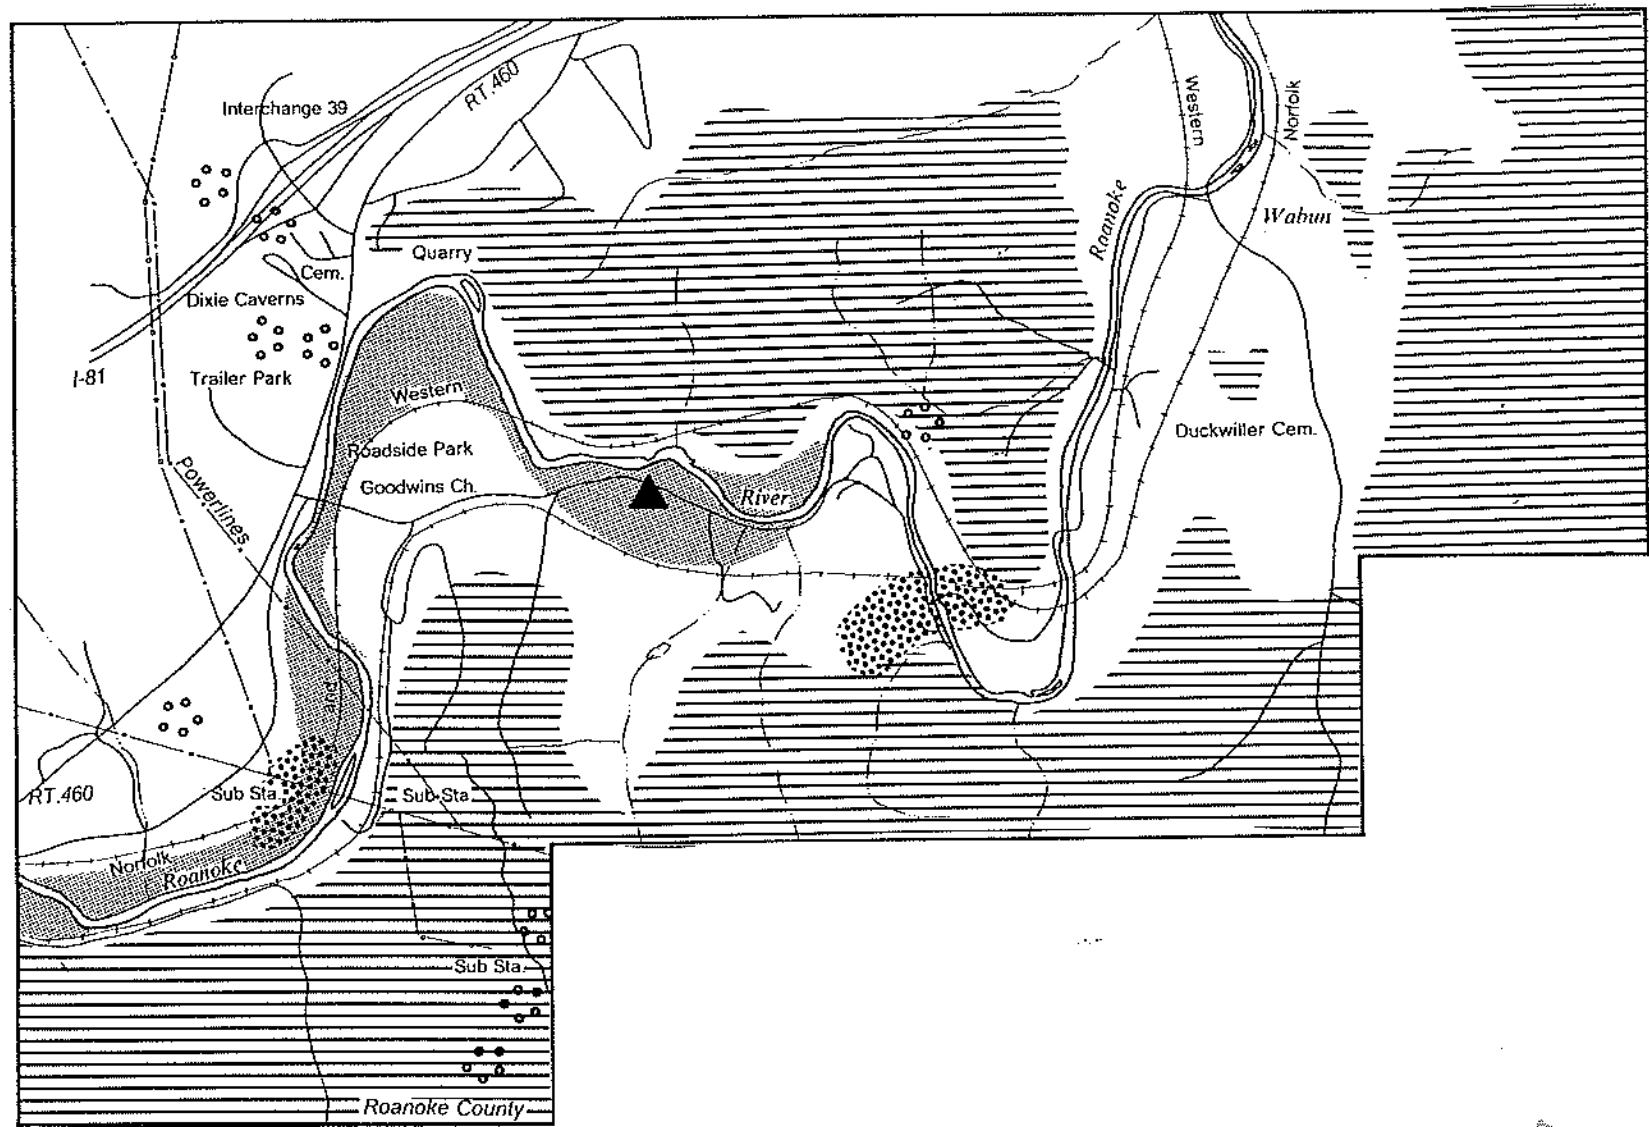 RT.460
Interchange 39
Western
Norfolk
Roanoke
Wabun
Quarry
Cem.
Dixie Caverns
I-81
Trailer Park
Western
Duckwiller Cem.
Roadside Park
Powerlines
Goodwins Ch.
River
RT.460
Sub Sta.
Sub Sta.
Norfolk
Roanoke
Sub Sta.
Roanoke County